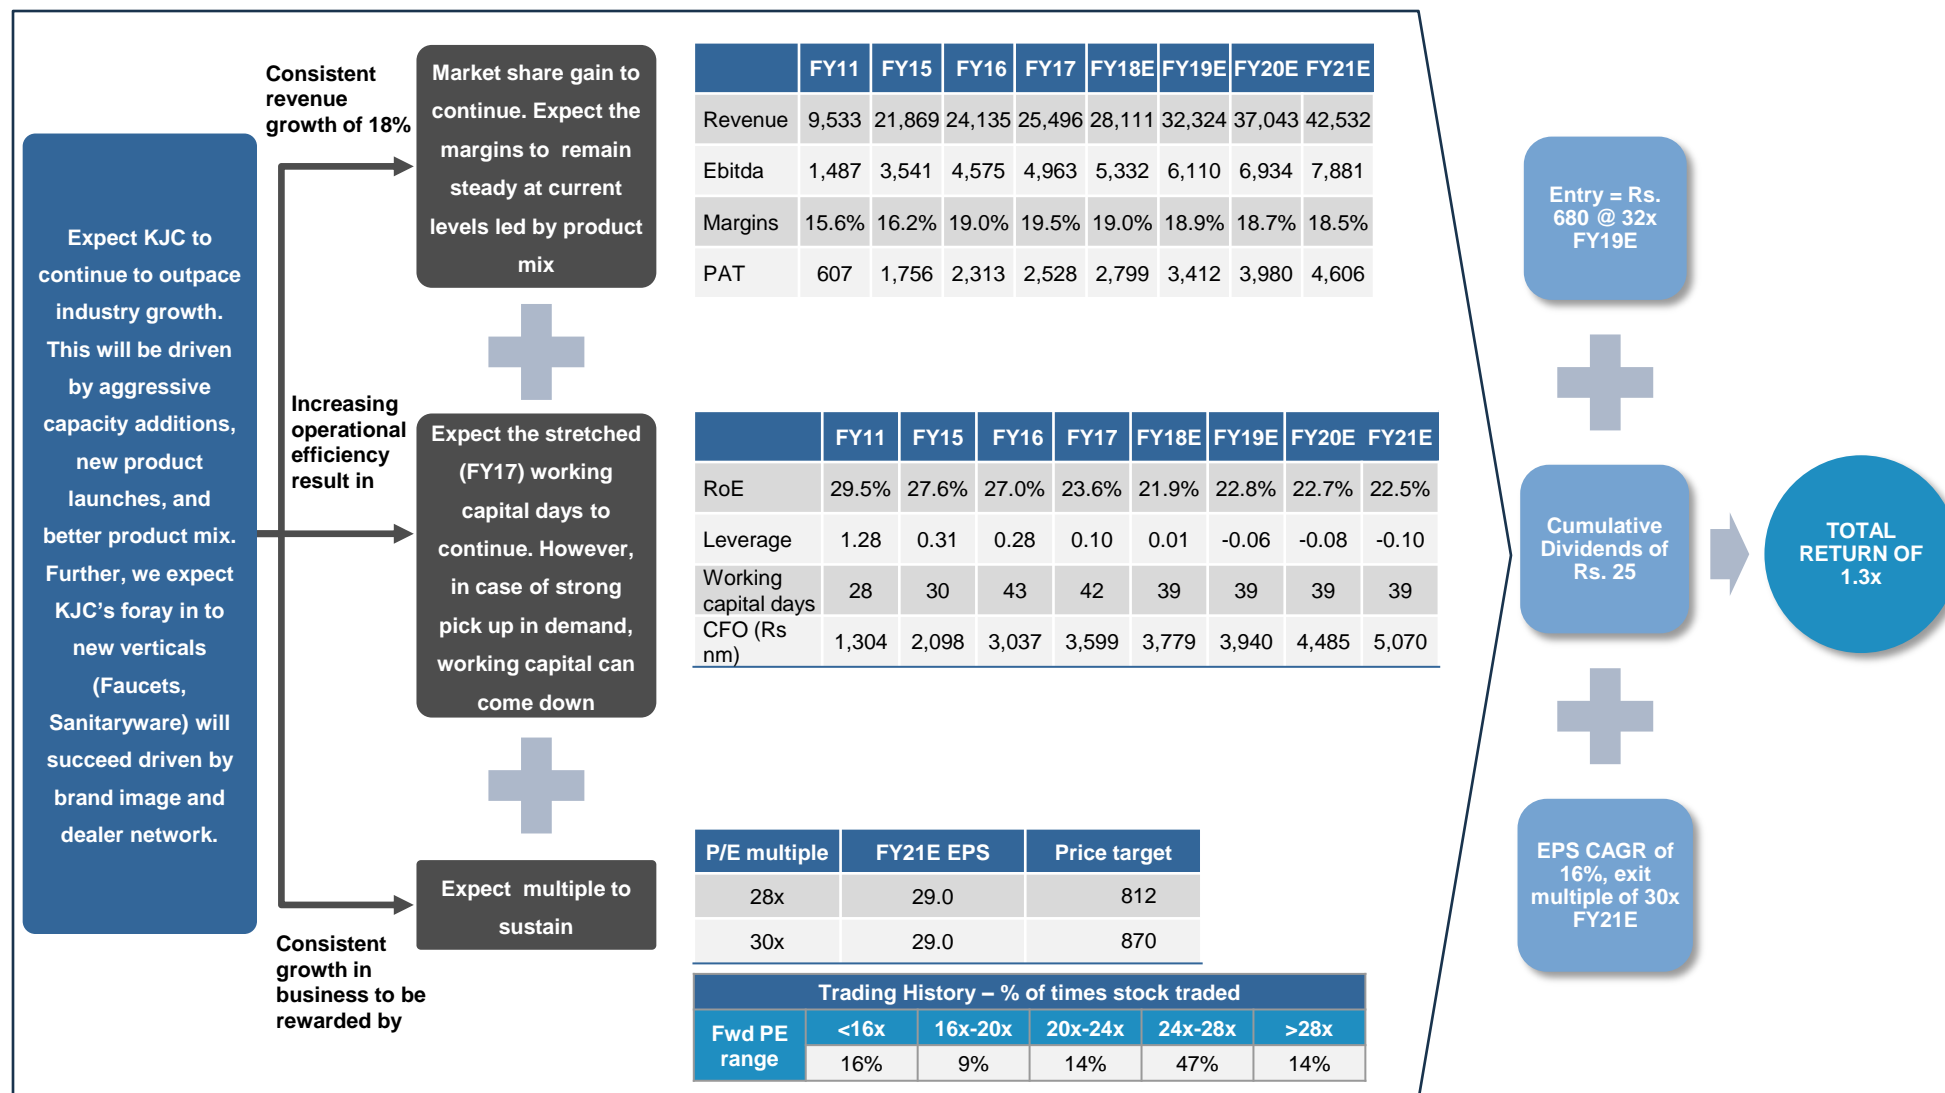 Expect KJC to
continue to outpace
industry growth.
This will be driven
by aggressive
capacity additions,
new product
launches, and
better product mix.
Further, we expect
KJC’s foray in to
new verticals
(Faucets,
Sanitaryware) will
succeed driven by
brand image and
dealer network.
Consistent
revenue
growth of 18%
Market share gain to
continue. Expect the
margins to remain
steady at current
levels led by product
mix
FY11 FY15 FY16 FY17 FY18E FY19E FY20E FY21E
Revenue 9,533 21,869 24,135 25,496 28,111 32,324 37,043 42,532
Ebitda 1,487 3,541 4,575 4,963 5,332 6,110 6,934 7,881
Margins 15.6% 16.2% 19.0% 19.5% 19.0% 18.9% 18.7% 18.5%
PAT 607 1,756 2,313 2,528 2,799 3,412 3,980 4,606
Increasing
operational
efficiency
result in
Expect the stretched
(FY17) working
capital days to
continue. However,
in case of strong
pick up in demand,
working capital can
come down
FY11 FY15 FY16 FY17 FY18E FY19E FY20E FY21E
RoE 29.5% 27.6% 27.0% 23.6% 21.9% 22.8% 22.7% 22.5%
Leverage 1.28 0.31 0.28 0.10 0.01 -0.06 -0.08 -0.10
Working
capital days 28 30 43 42 39 39 39 39
CFO (Rs
nm) 1,304 2,098 3,037 3,599 3,779 3,940 4,485 5,070
Consistent
growth in
business to be
rewarded by
Expect multiple to
sustain
P/E multiple FY21E EPS Price target
28x 29.0 812
30x 29.0 870
Trading History – % of times stock traded
Fwd PE
range
<16x 16x-20x 20x-24x 24x-28x >28x
16% 9% 14% 47% 14%
Entry = Rs.
680 @ 32x
FY19E
Cumulative
Dividends of
Rs. 25
EPS CAGR of
16%, exit
multiple of 30x
FY21E
TOTAL
RETURN OF
1.3x